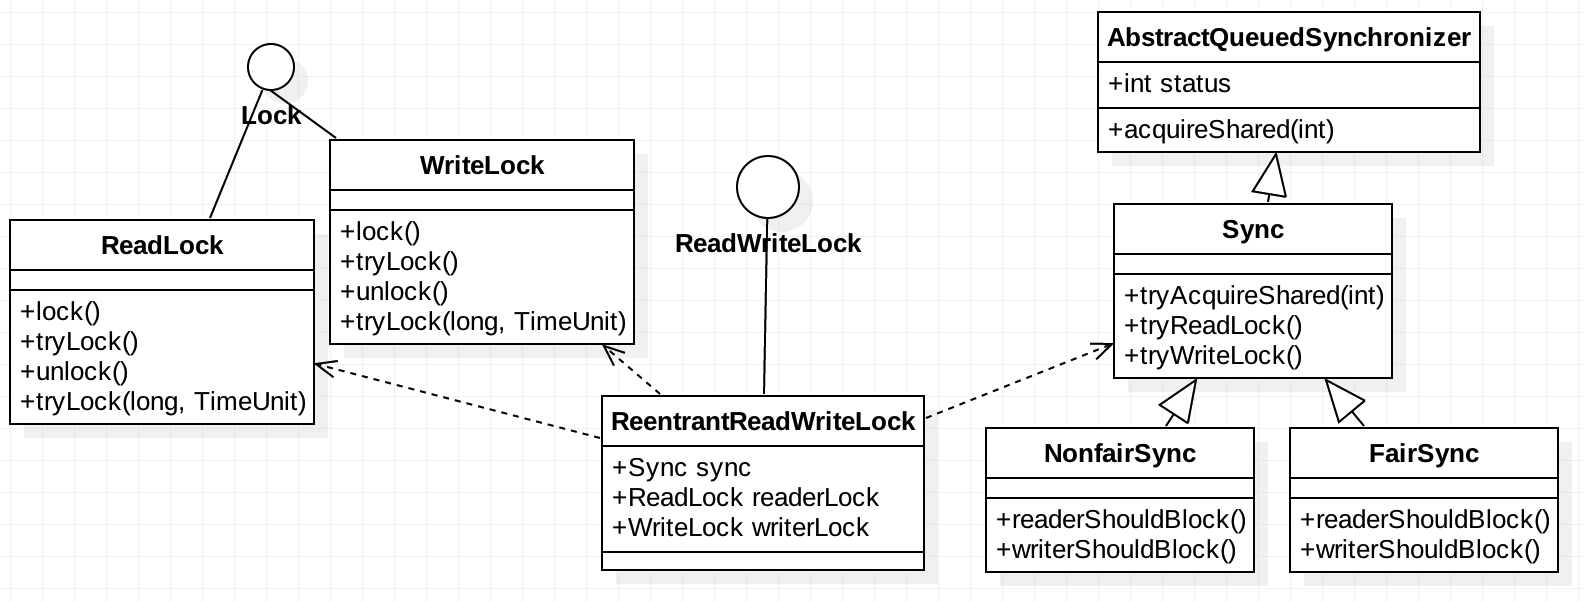 Lock
ReadLock
+lock()
+tryLock()
+unlock()
+tryLock(long, TimeUnit)
WriteLock
+lock()
+tryLock()
+unlock()
+tryLock(long, TimeUnit)
ReadWriteLock
ReentrantReadWriteLock
+Sync sync
+ReadLock readerLock
+WriteLock writerLock
AbstractQueuedSynchronizer
+int status
+acquireShared(int)
Sync
+tryAcquireShared(int)
+tryReadLock()
+tryWriteLock()
NonfairSync
+readerShouldBlock()
+writerShouldBlock()
FairSync
+readerShouldBlock()
+writerShouldBlock()